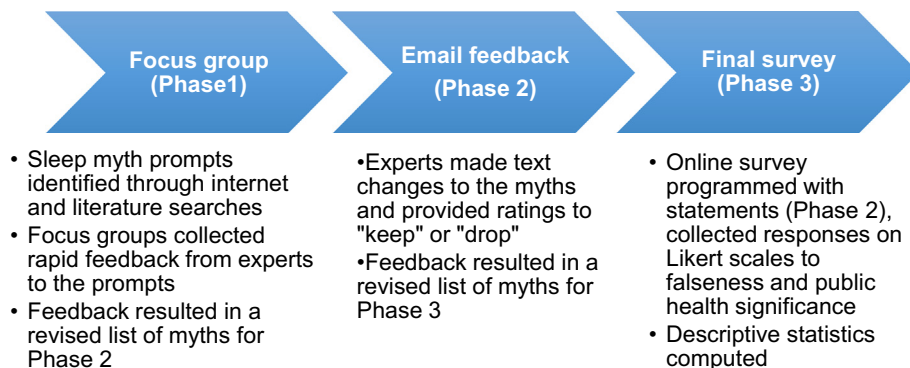 Focus group
(Phase1)
• Sleep myth prompts
identified through internet
and literature searches
• Focus groups collected
rapid feedback from experts
to the prompts
• Feedback resulted in a
revised list of myths for
Phase 2
Email feedback
(Phase 2)
•Experts made text
changes to the myths
and provided ratings to
"keep" or "drop"
•Feedback resulted in a
revised list of myths for
Phase 3
Final survey
(Phase 3)
• Online survey
programmed with
statements (Phase 2),
collected responses on
Likert scales to
falseness and public
health significance
• Descriptive statistics
computed